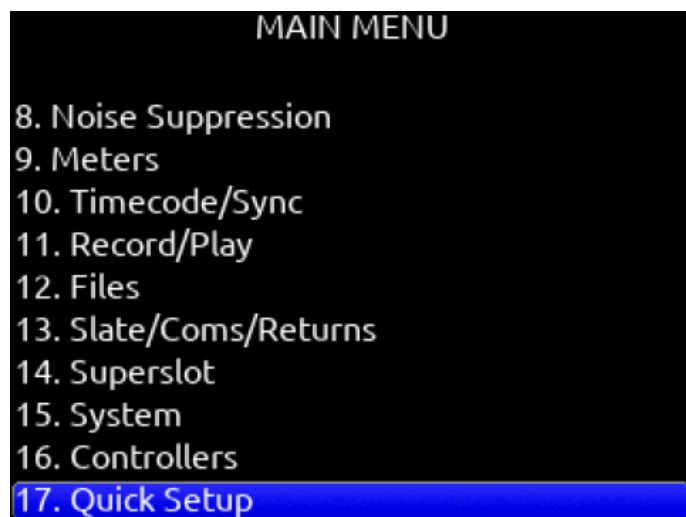 MAIN MENU
8. Noise Suppression
9. Meters
10. Timecode/Sync
11. Record/Play
12. Files
13. Slate/Coms/Returns
14. Superslot
15. System
16. Controllers
17. Quick Setup